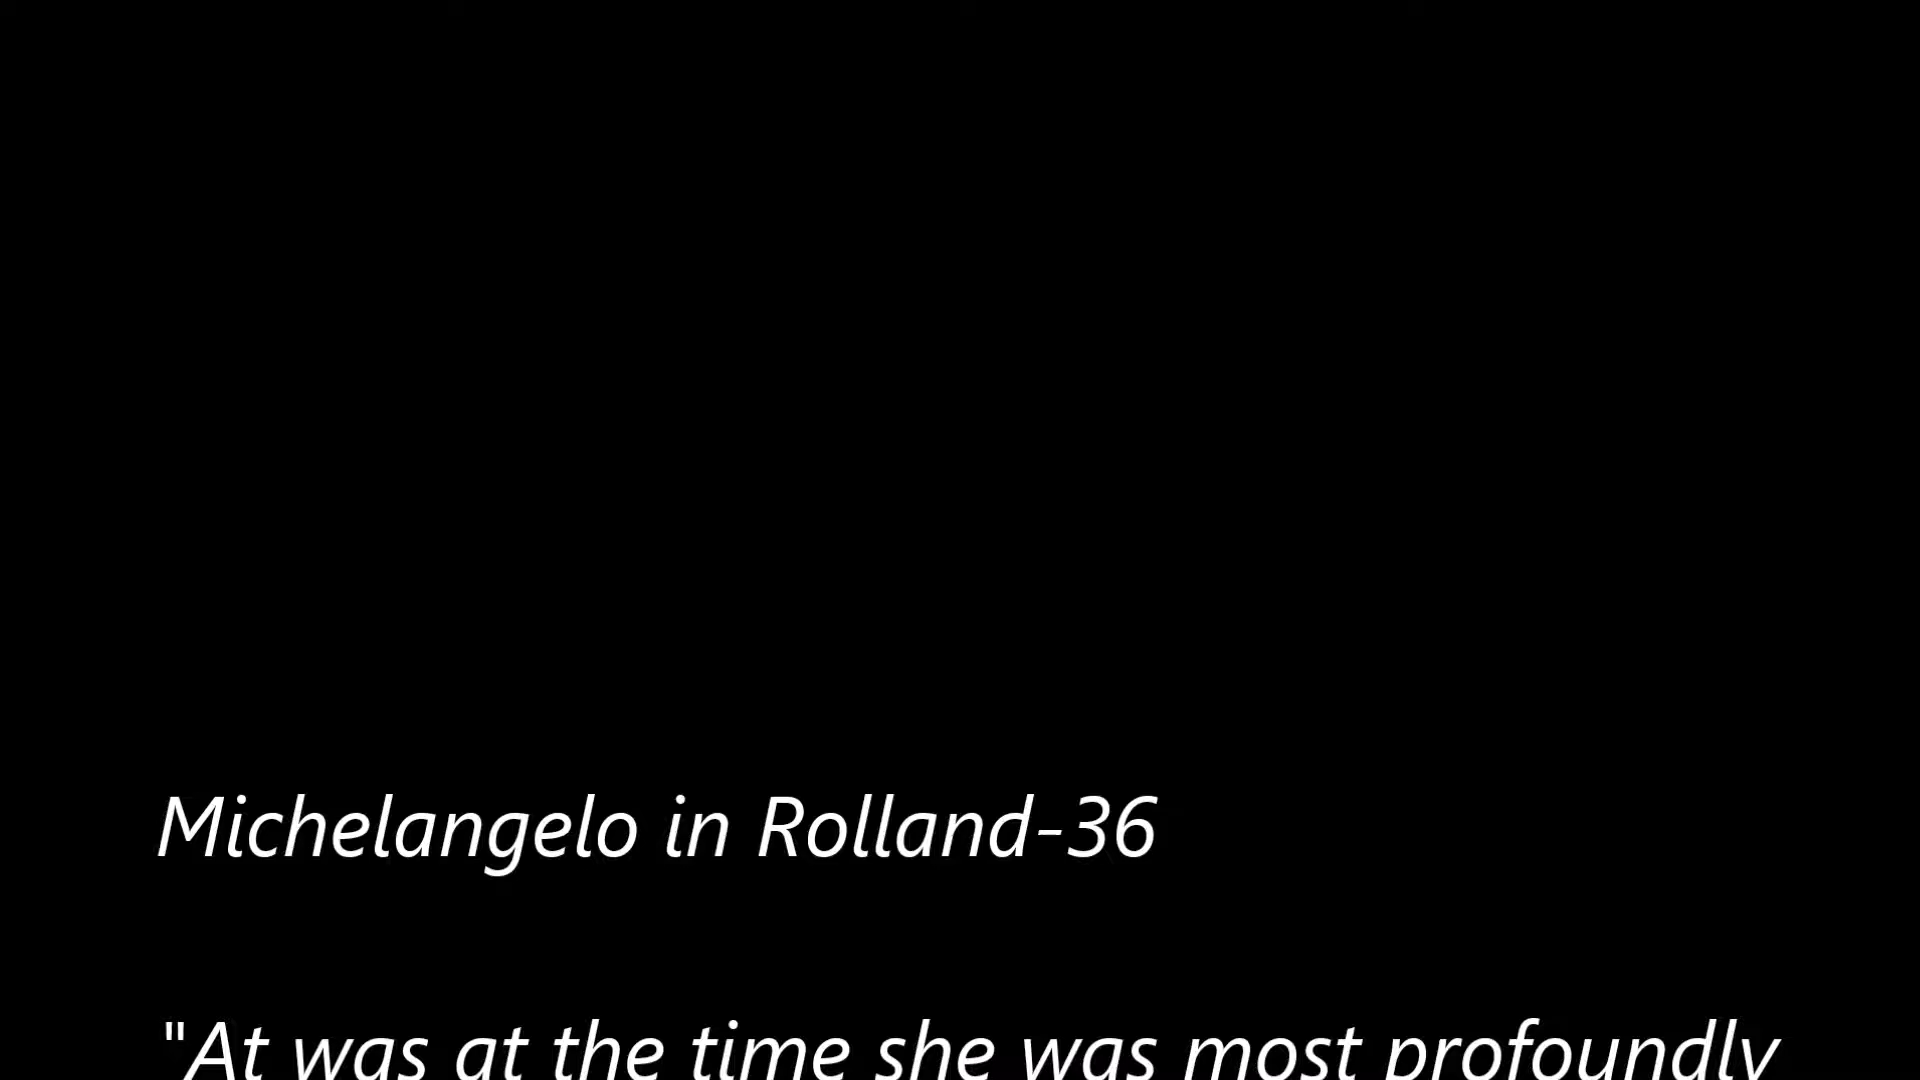 Michelangelo in Rolland-36
"At was at the time she was most profoundly